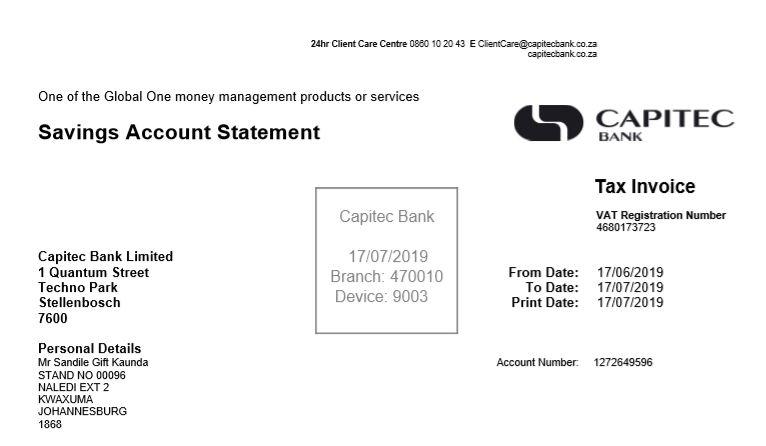 24hr Client Care Centre 0860 10 20 43 E ClientCare@capitecbank.co.za
capitecbank.co.za
One of the Global One money management products or services
Savings Account Statement
CAPITEC
BANK
Tax Invoice
VAT Registration Number
4680173723
Capitec Bank
17/07/2019
Branch: 470010
Device: 9003
Capitec Bank Limited
1 Quantum Street
Techno Park
Stellenbosch
7600
From Date: 17/06/2019
To Date: 17/07/2019
Print Date: 17/07/2019
Personal Details
Mr Sandile Gift Kaunda
STAND NO 00096
NALEDI EXT 2
KWAXUMA
JOHANNESBURG
1868
Account Number: 1272649596